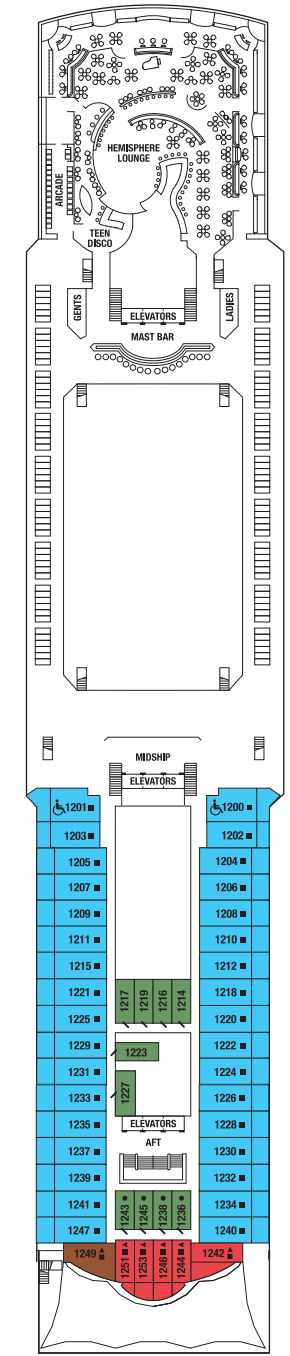 HEMISPHERE
LOUNGE
ARCADE
TEEN
DISCO
GENTS
LADIES
ELEVATORS
MAST BAR
MIDSHIP
ELEVATORS
1201 1200
1203 1202
1205 1204
1207 1206
1209 1208
1211 1210
1215 1212
1217 1219 1216 1214
1221 1218
1225 1220
1229 1222
1223
1231 1224
1227
1233 1226
1235 1228
ELEVATORS
AFT
1237 1230
1239 1232
1241 1234
1243 1245 1238 1236
1247 1240
1249 1242
1251 1253 1246 1244